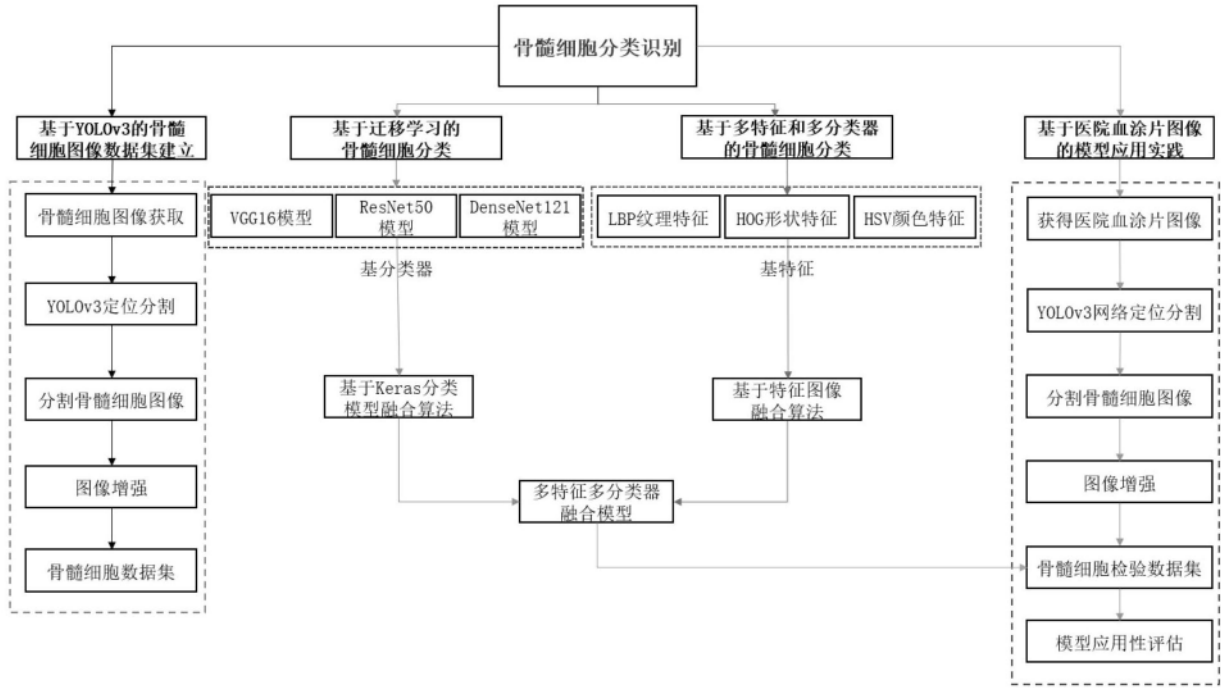 骨髓细胞分类识别
基于YOLOv3的骨髓
细胞图像数据集建立
骨髓细胞图像获取
YOLOv3定位分割
分割骨髓细胞图像
图像增强
骨髓细胞数据集
基于迁移学习的
骨髓细胞分类
VGG16模型
ResNet50
模型
DenseNet121
模型
基分类器
基于Keras分类
模型融合算法
基于多特征和多分类器
的骨髓细胞分类
LBP纹理特征
HOG形状特征
HSV颜色特征
基特征
基于特征图像
融合算法
多特征多分类器
融合模型
基于医院血涂片图像
的模型应用实践
获得医院血涂片图像
YOLOv3网络定位分割
分割骨髓细胞图像
图像增强
骨髓细胞检验数据集
模型应用性评估